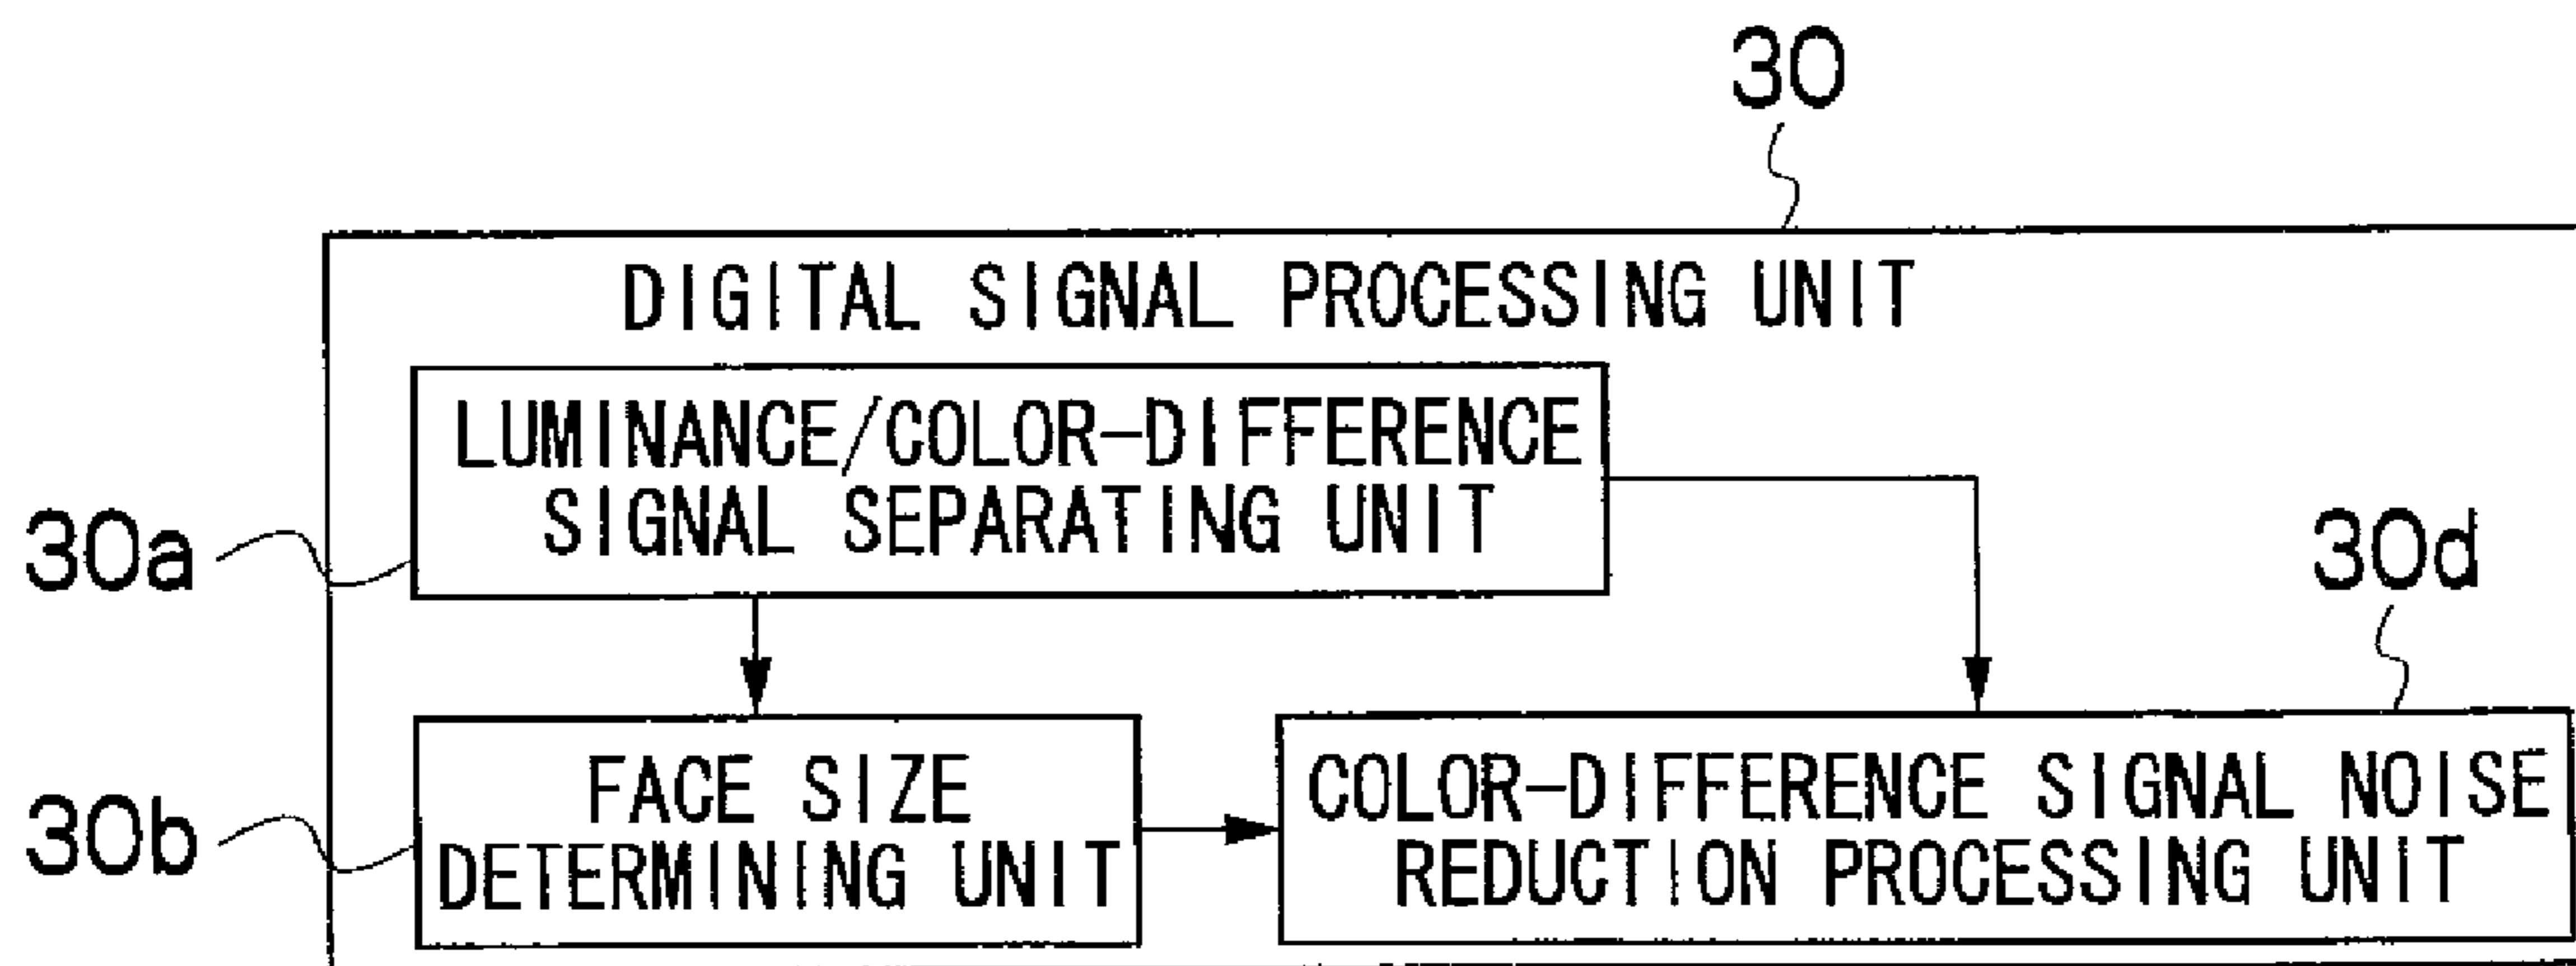 30
DIGITAL SIGNAL PROCESSING UNIT
LUMINANCE/COLOR-DIFFERENCE
SIGNAL SEPARATING UNIT
30a
30d
FACE SIZE
DETERMINING UNIT
30b
COLOR-DIFFERENCE SIGNAL NOISE
REDUCTION PROCESSING UNIT